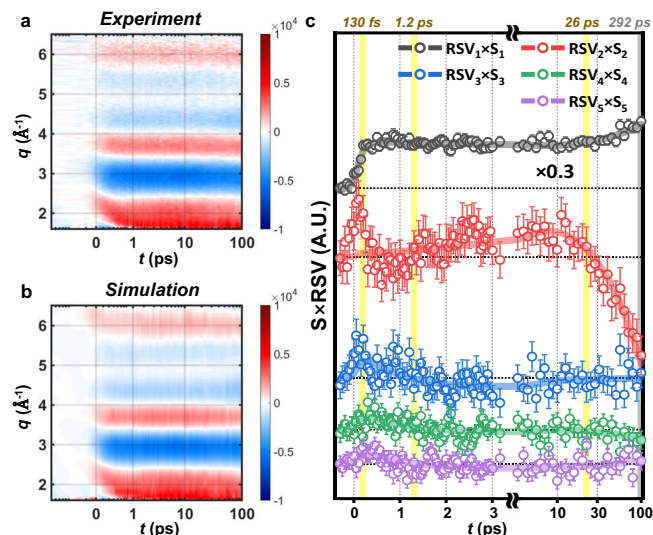 a
Experiment
q (Å⁻¹)
6
5
4
3
2
0
1
10
100
t (ps)
×10⁴
1
0.5
0
-0.5
-1
b
Simulation
q (Å⁻¹)
6
5
4
3
2
0
1
10
100
t (ps)
×10⁴
1
0.5
0
-0.5
-1
c
130 fs
1.2 ps
26 ps
292 ps
RSV₁×S₁
RSV₂×S₂
RSV₃×S₃
RSV₄×S₄
RSV₅×S₅
×0.3
S×RSV (A.U.)
0
1
2
3
10
30
100
t (ps)